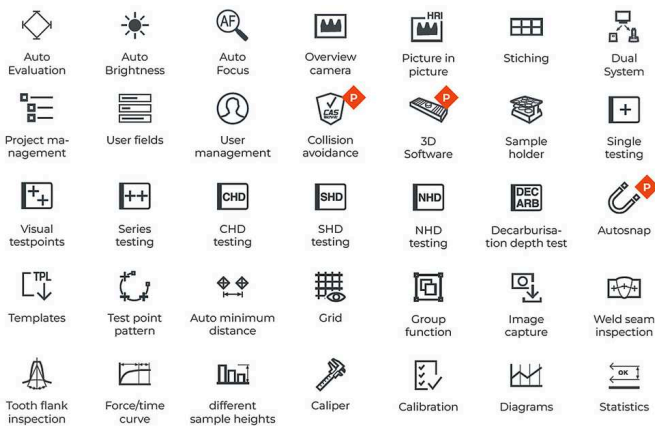 AF
HRI
Auto
Evaluation
Auto
Brightness
Auto
Focus
Overview
camera
Picture in
picture
Stiching
Dual
System
P
CAS
P
Project ma-
nagement
User fields
User
management
Collision
avoidance
3D
Software
Sample
holder
Single
testing
CHD
SHD
NHD
DEC
ARB
P
Visual
testpoints
Series
testing
CHD
testing
SHD
testing
NHD
testing
Decarburisa-
tion depth test
Autosnap
TPL
Templates
Test point
pattern
Auto minimum
distance
Grid
Group
function
Image
capture
Weld seam
inspection
OK
Tooth flank
inspection
Force/time
curve
different
sample heights
Caliper
Calibration
Diagrams
Statistics